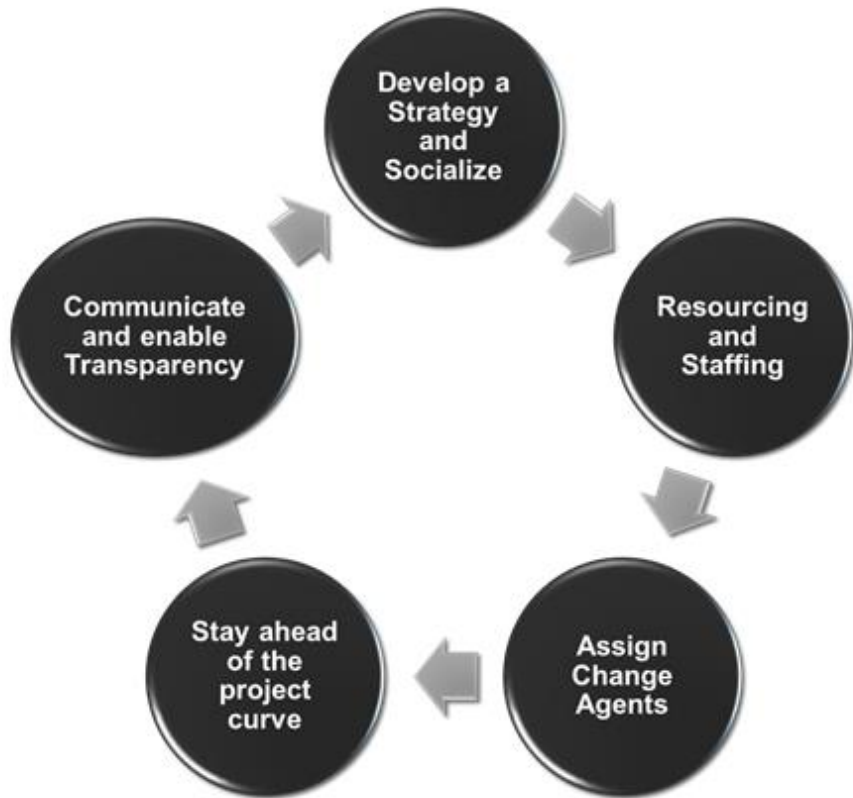 Develop a
Strategy
and
Socialize
Resourcing
and
Staffing
Assign
Change
Agents
Stay ahead
of the
project
curve
Communicate
and enable
Transparency